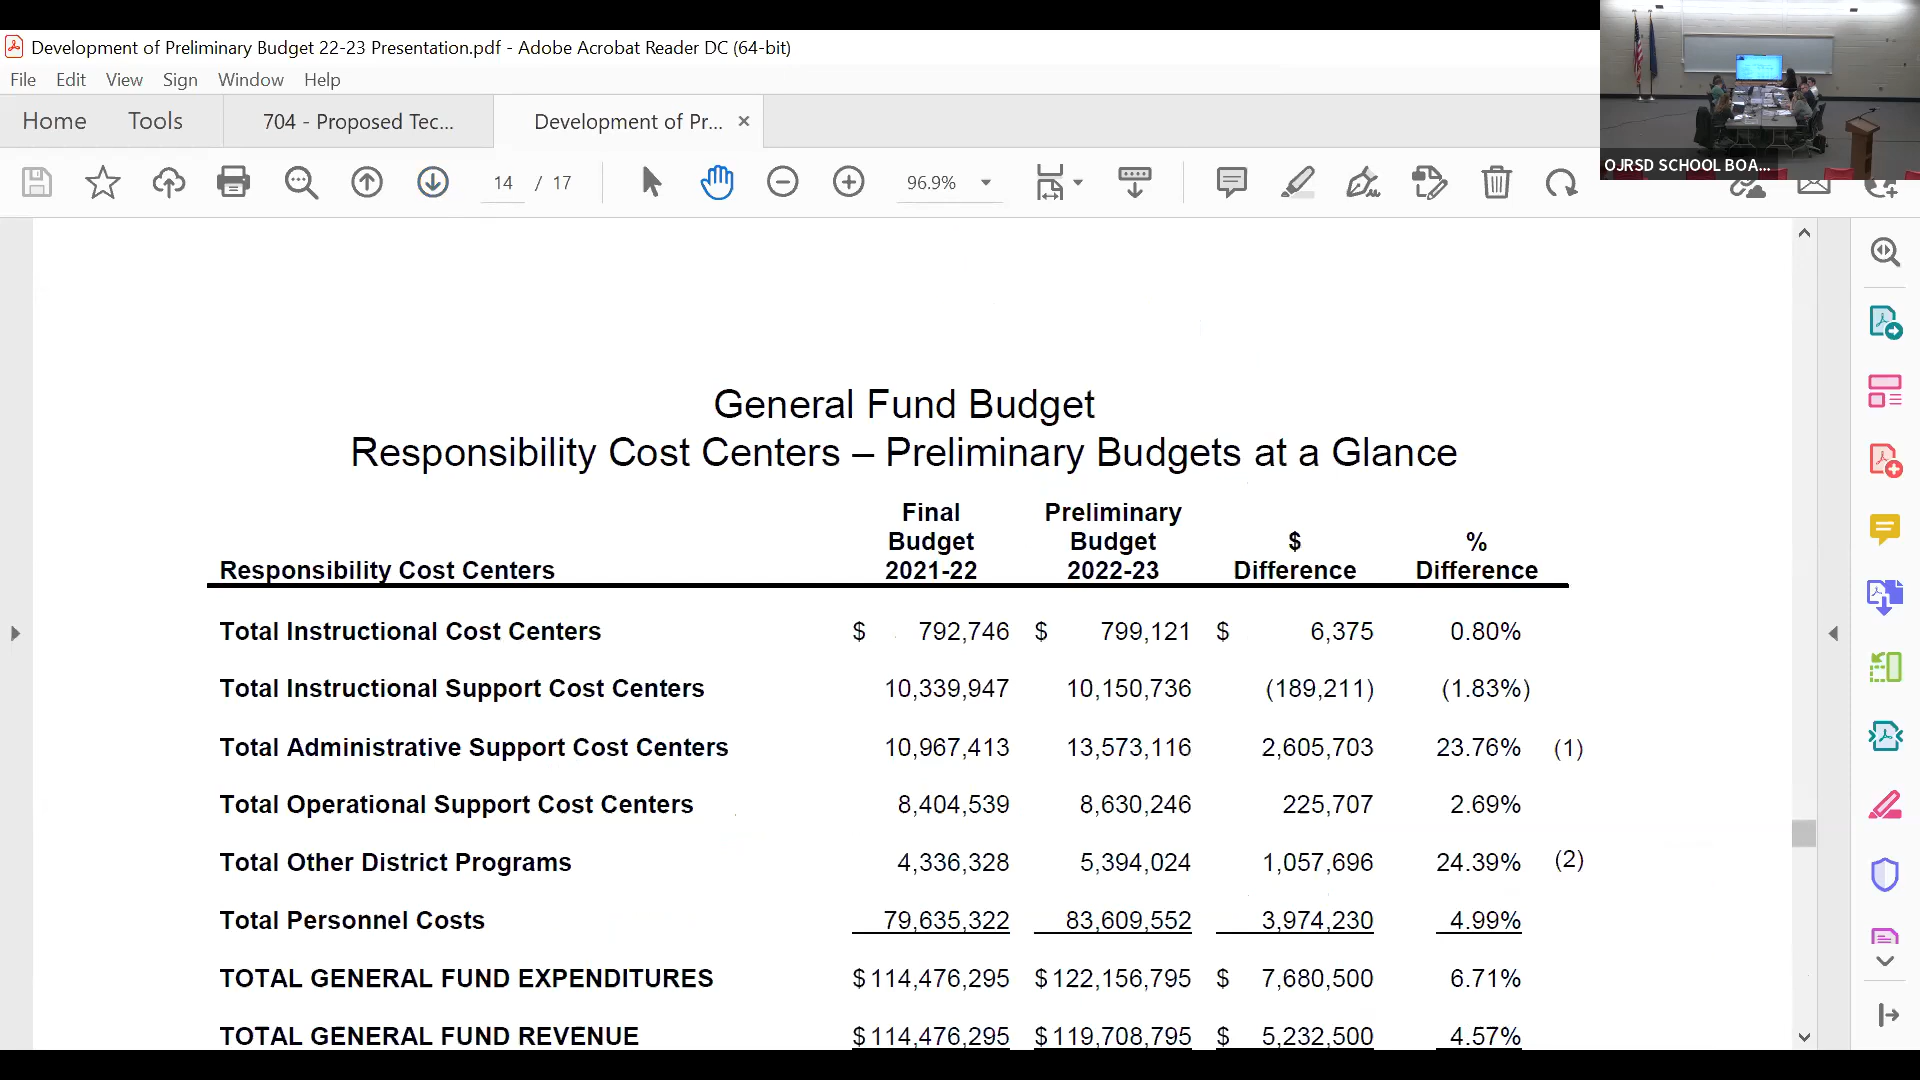 Development of Preliminary Budget 22-23 Presentation.pdf - Adobe Acrobat Reader DC (64-bit)
File Edit View Sign Window Help
Home Tools 704 - Proposed Tec... Development of Pr... ×
14 / 17 96.9%
OJRSD SCHOOL BOA...
General Fund Budget
Responsibility Cost Centers – Preliminary Budgets at a Glance
Final Preliminary
Budget Budget $ %
Responsibility Cost Centers 2021-22 2022-23 Difference Difference
Total Instructional Cost Centers $ 792,746 $ 799,121 $ 6,375 0.80%
Total Instructional Support Cost Centers 10,339,947 10,150,736 (189,211) (1.83%)
Total Administrative Support Cost Centers 10,967,413 13,573,116 2,605,703 23.76% (1)
Total Operational Support Cost Centers 8,404,539 8,630,246 225,707 2.69%
Total Other District Programs 4,336,328 5,394,024 1,057,696 24.39% (2)
Total Personnel Costs 79,635,322 83,609,552 3,974,230 4.99%
TOTAL GENERAL FUND EXPENDITURES $114,476,295 $122,156,795 $ 7,680,500 6.71%
TOTAL GENERAL FUND REVENUE $114,476,295 $119,708,795 $ 5,232,500 4.57%